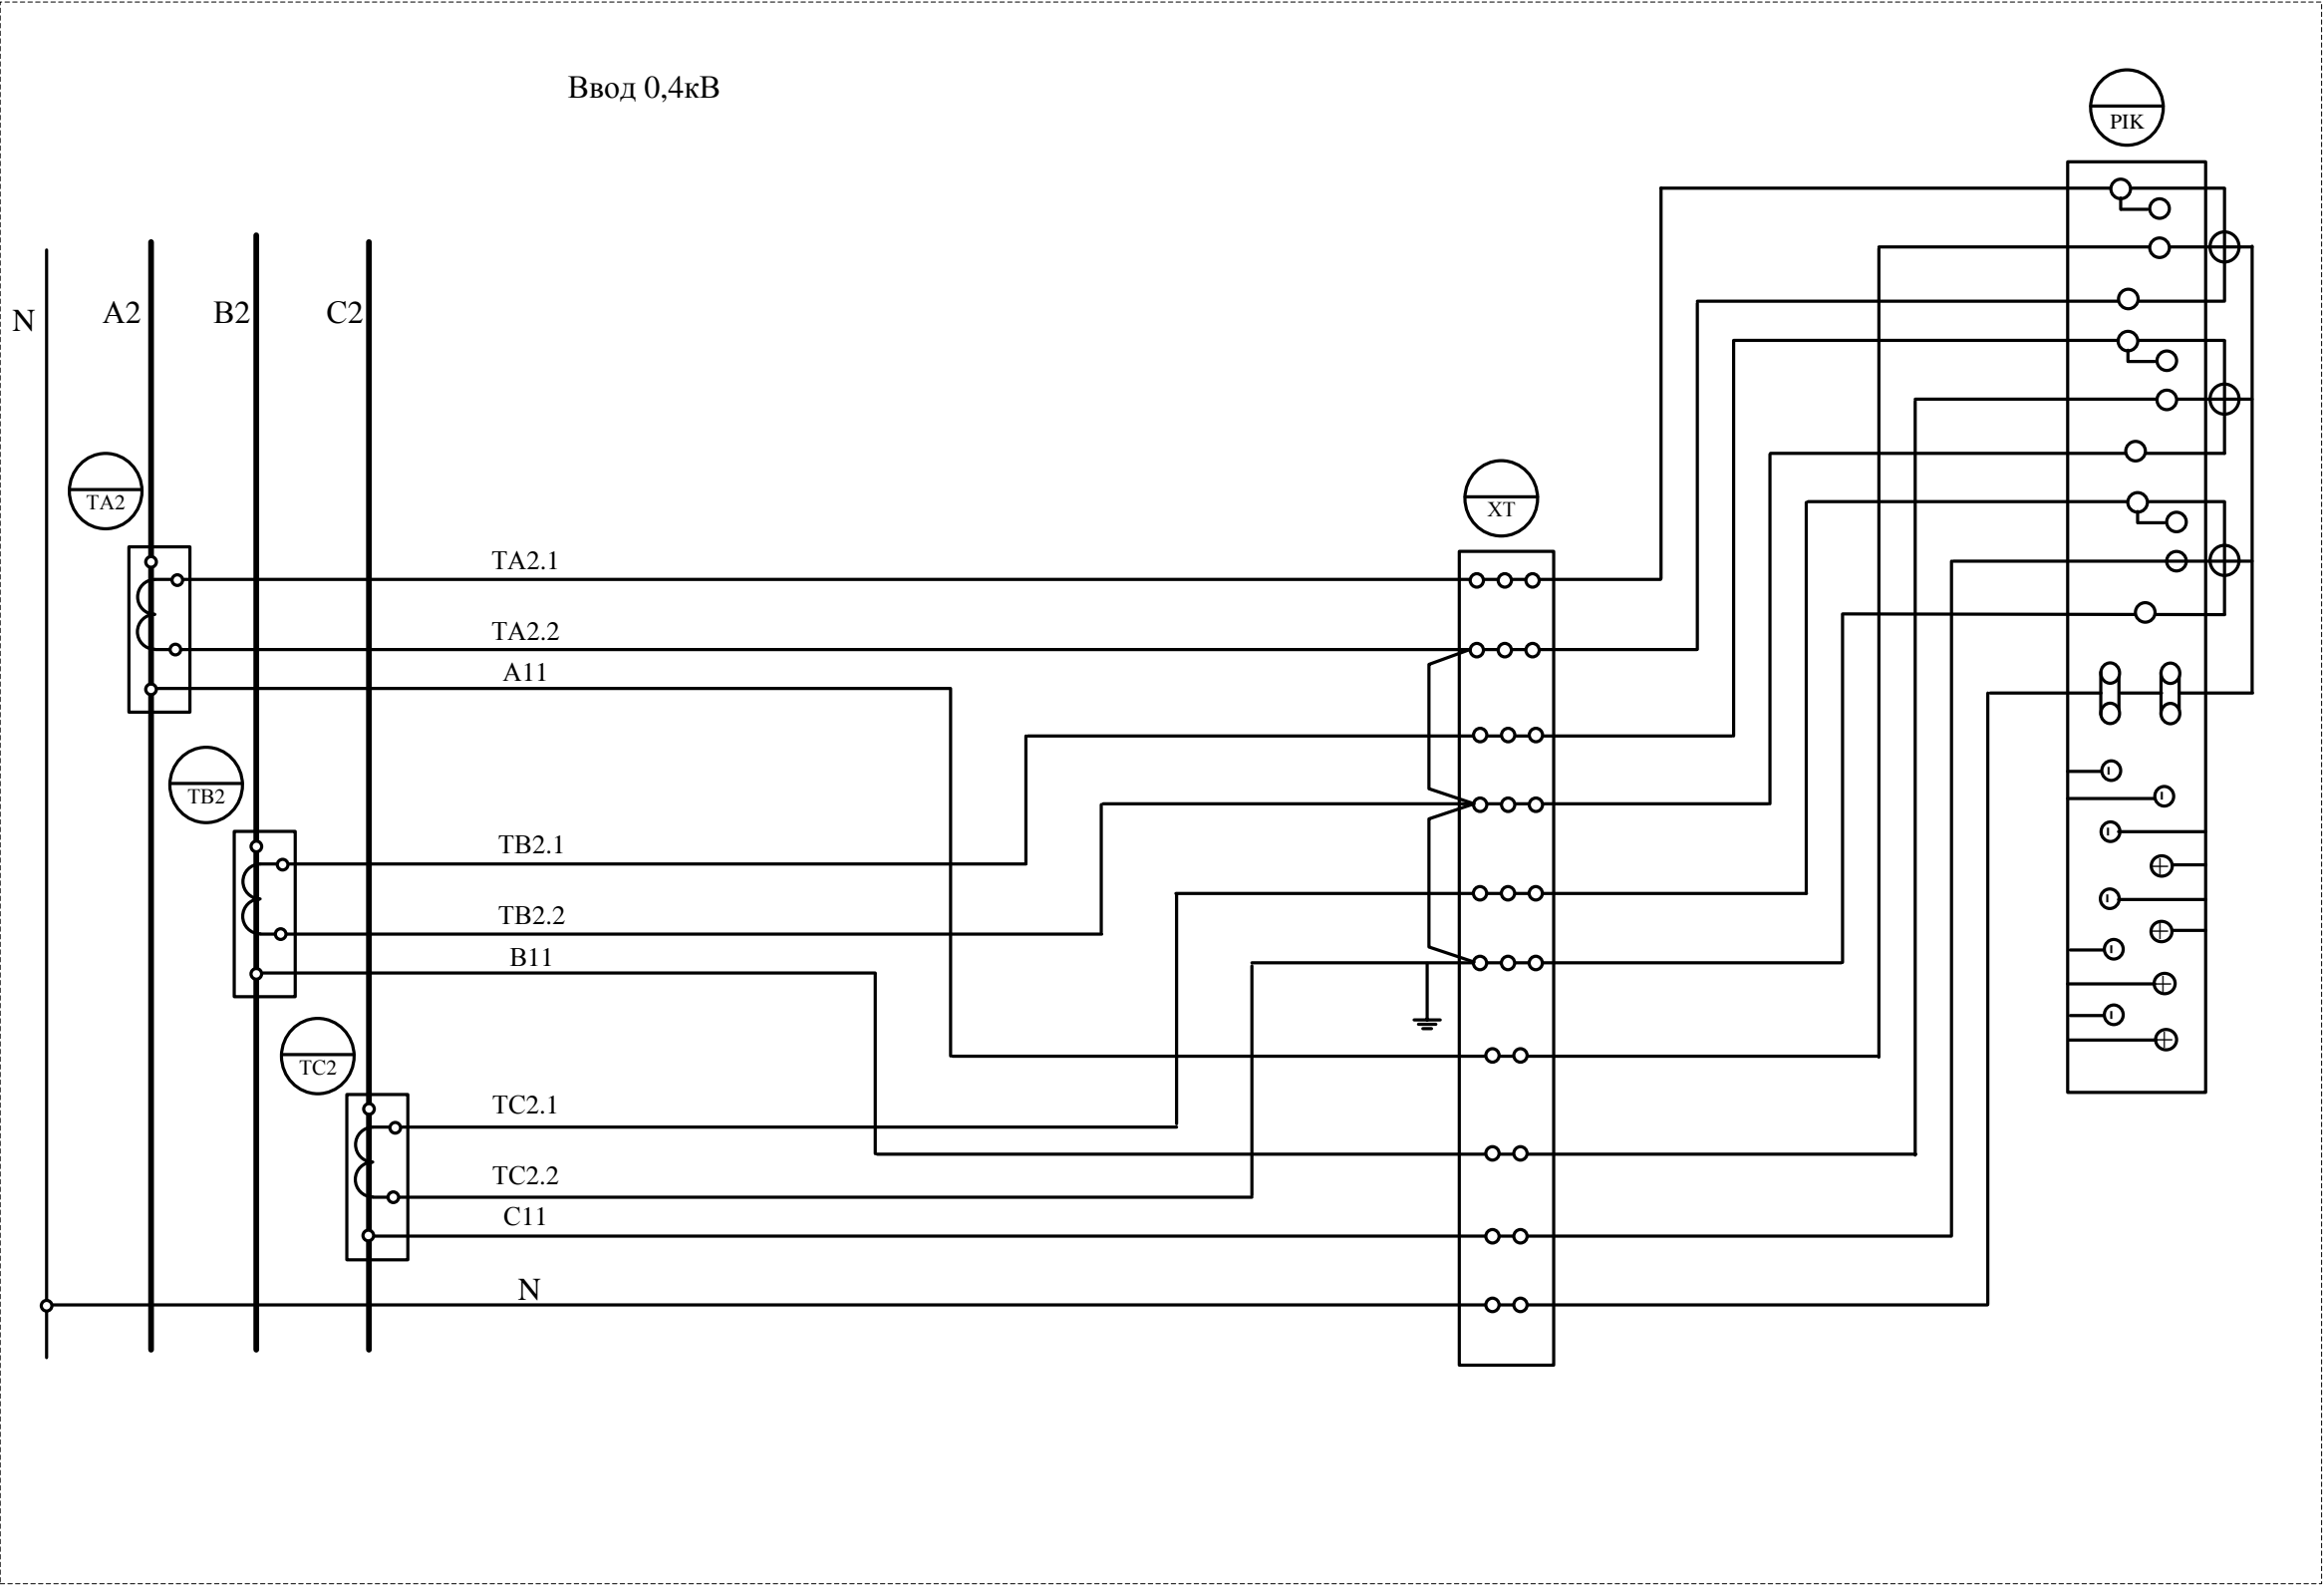 Ввод 0,4кВ
PIK
N
A2
B2
C2
TA2
XT
TA2.1
TA2.2
A11
TB2
TB2.1
TB2.2
B11
TC2
TC2.1
TC2.2
C11
N